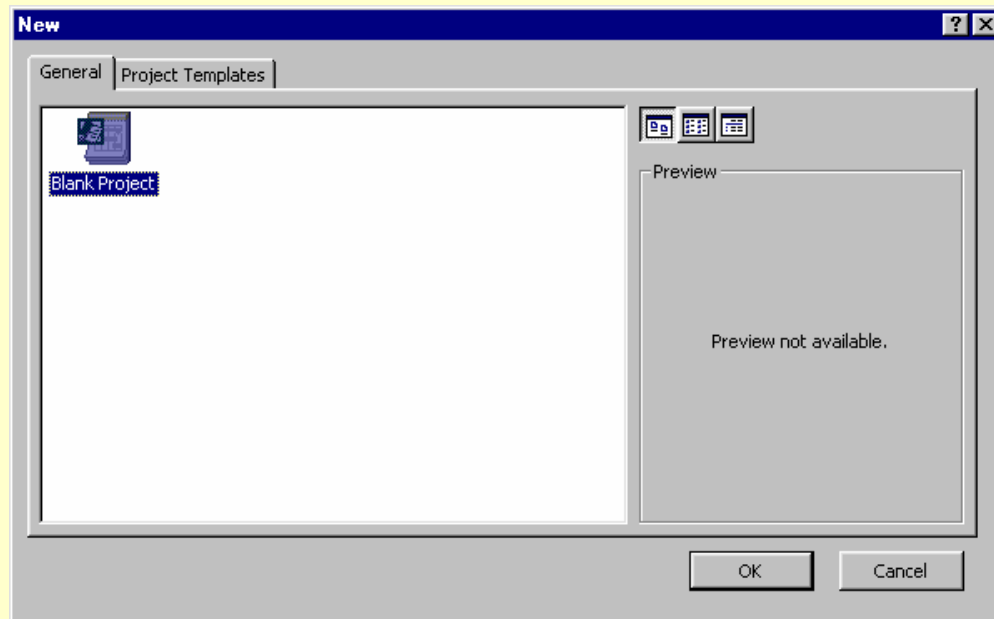 New
General
Project Templates
Blank Project
Preview
Preview not available.
OK
Cancel